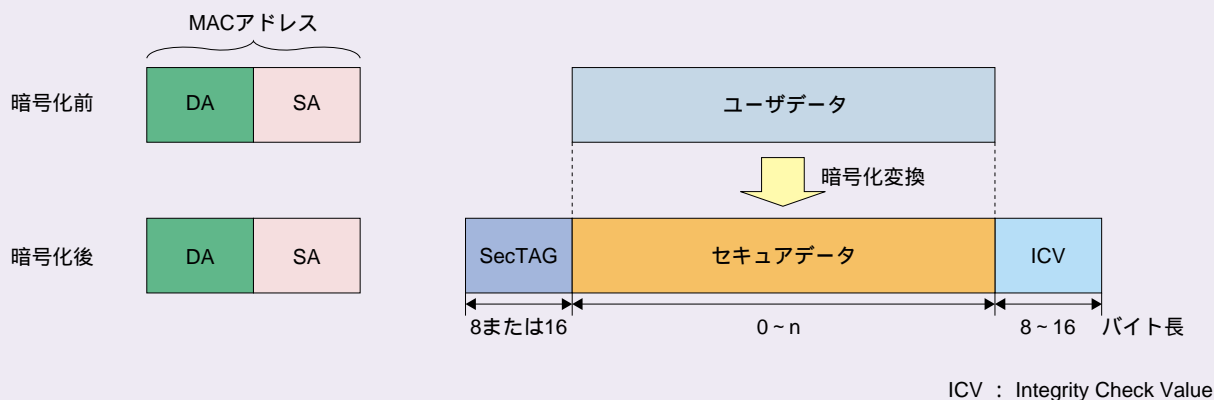 MACアドレス
暗号化前
DA
SA
ユーザデータ
暗号化変換
暗号化後
DA
SA
SecTAG
セキュアデータ
ICV
8または16
0~n
8~16
バイト長
ICV : Integrity Check Value